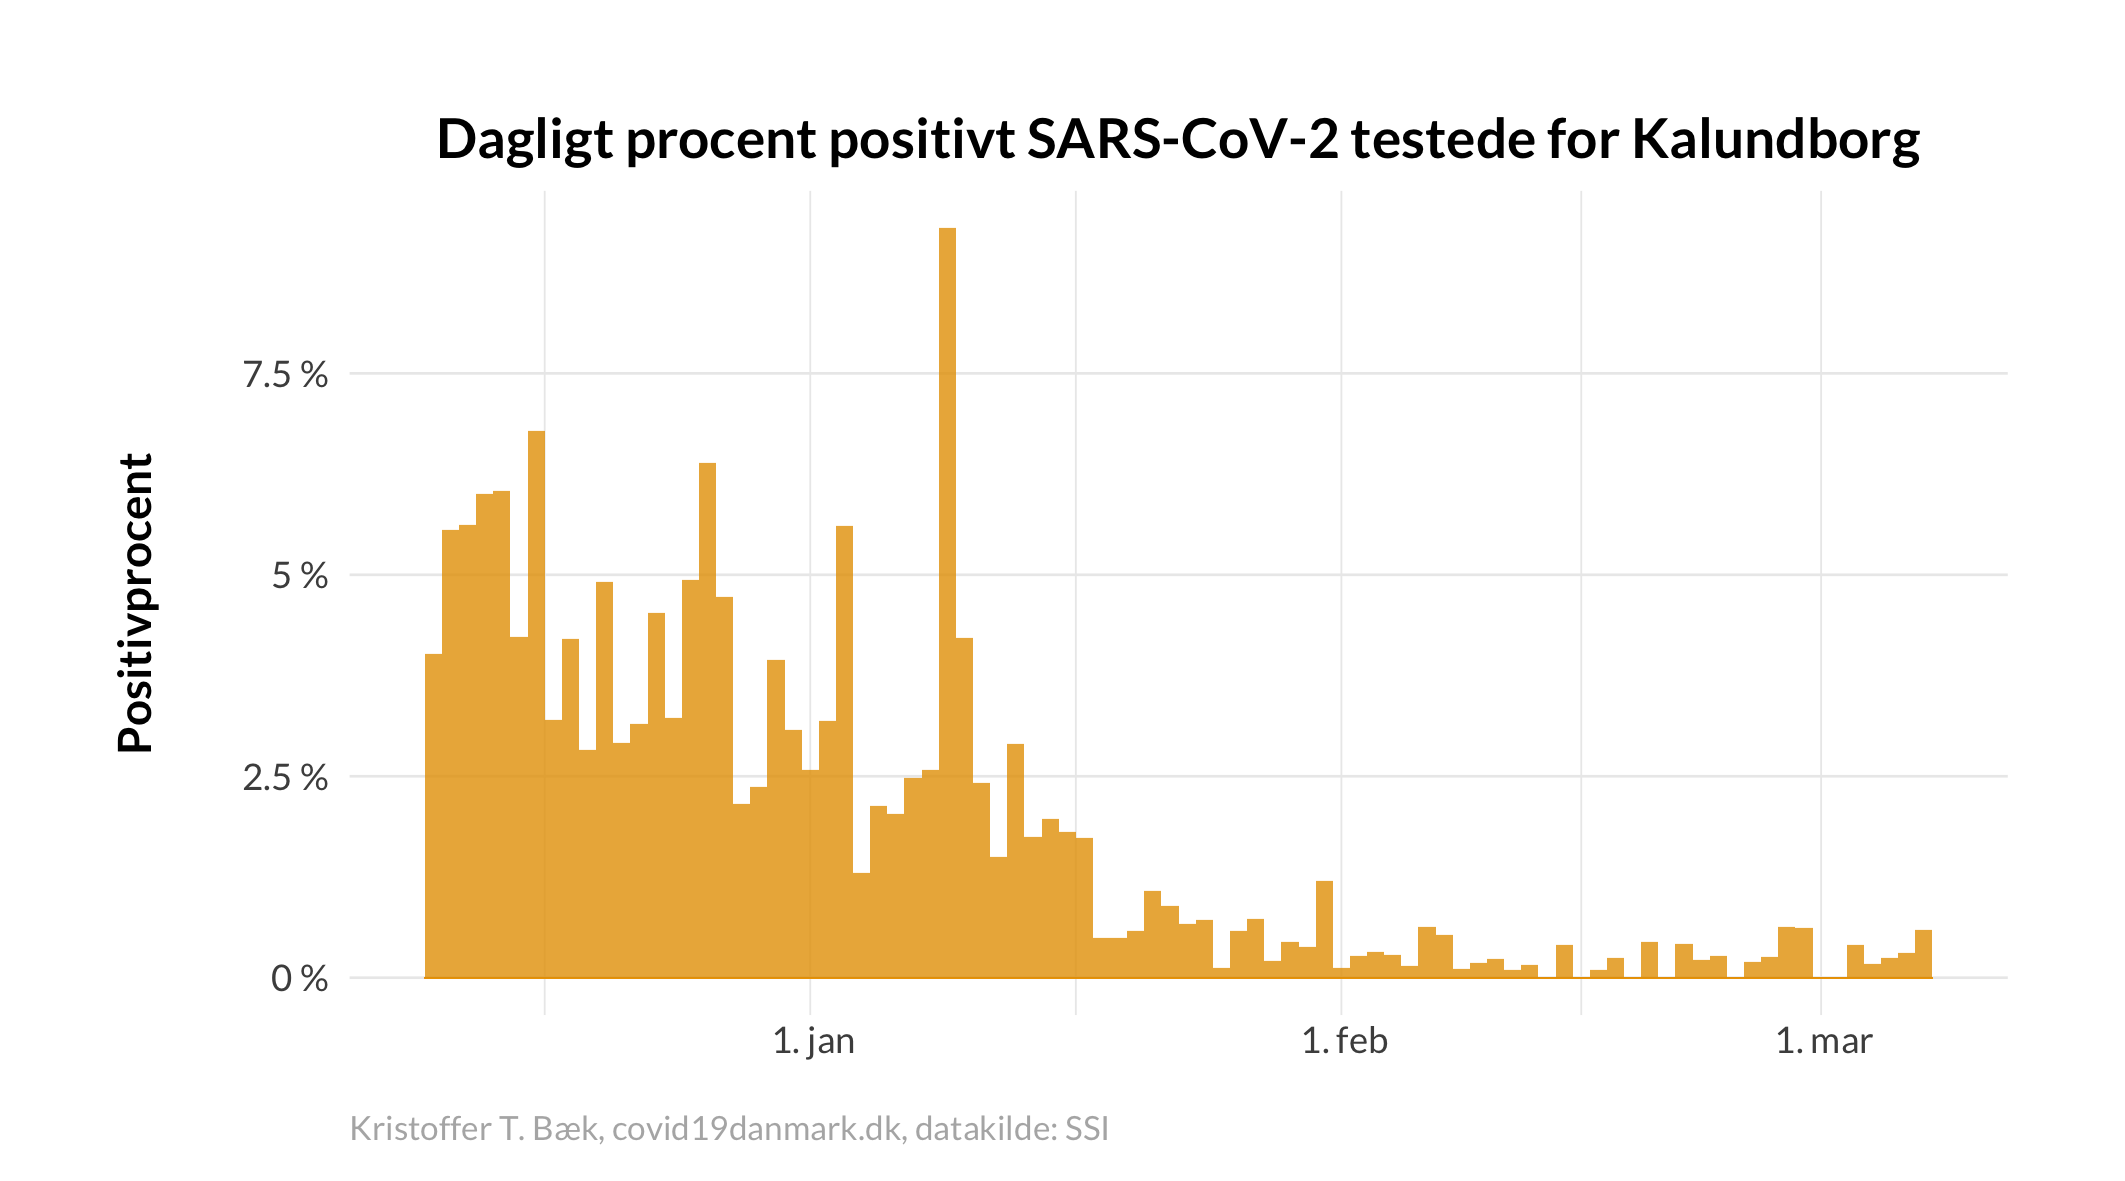 Dagligt procent positivt SARS-CoV-2 testede for Kalundborg
Positivprocent
7.5 %
5 %
2.5 %
0 %
1. jan
1. feb
1. mar
Kristoffer T. Bæk, covid19danmark.dk, datakilde: SSI